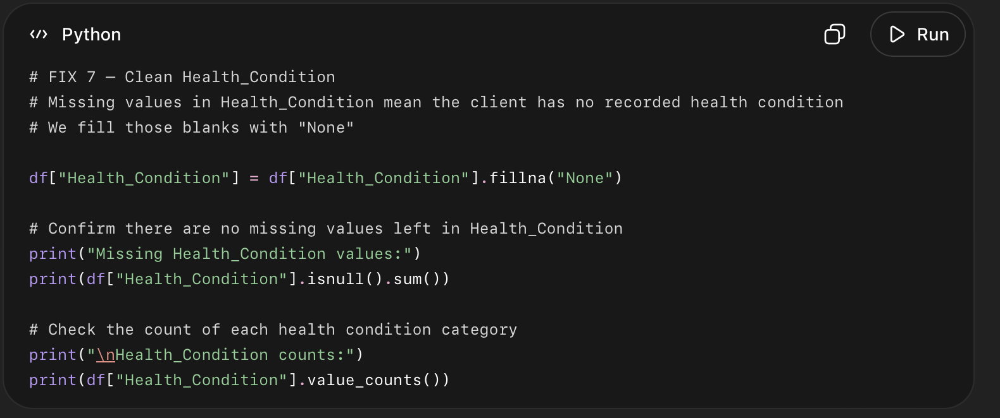 Python
Run
# FIX 7 — Clean Health_Condition
# Missing values in Health_Condition mean the client has no recorded health condition
# We fill those blanks with "None"
df["Health_Condition"] = df["Health_Condition"].fillna("None")
# Confirm there are no missing values left in Health_Condition
print("Missing Health_Condition values:")
print(df["Health_Condition"].isnull().sum())
# Check the count of each health condition category
print("\nHealth_Condition counts:")
print(df["Health_Condition"].value_counts())